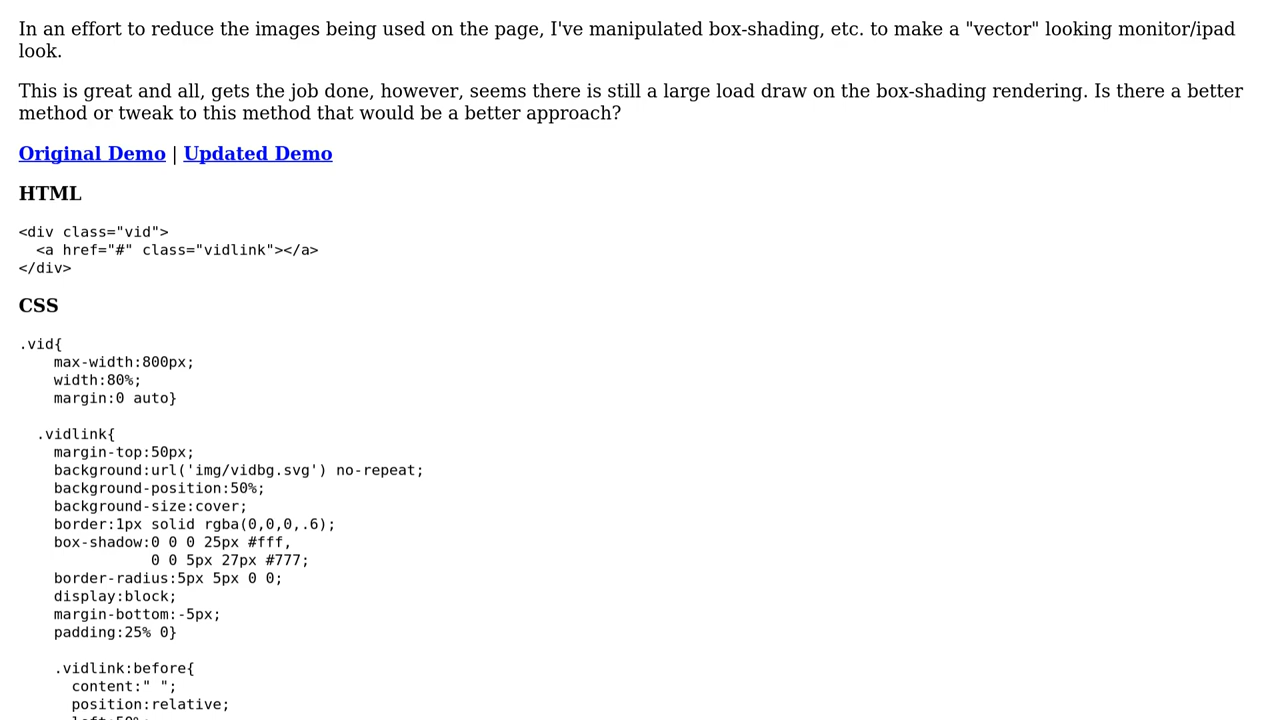 In an effort to reduce the images being used on the page, I've manipulated box-shading, etc. to make a "vector" looking monitor/ipad
look.
This is great and all, gets the job done, however, seems there is still a large load draw on the box-shading rendering. Is there a better
method or tweak to this method that would be a better approach?
Original Demo | Updated Demo
HTML
<div class="vid">
  <a href="#" class="vidlink"></a>
</div>
CSS
.vid{
    max-width:800px;
    width:80%;
    margin:0 auto}
  .vidlink{
    margin-top:50px;
    background:url('img/vidbg.svg') no-repeat;
    background-position:50%;
    background-size:cover;
    border:1px solid rgba(0,0,0,.6);
    box-shadow:0 0 0 25px #fff,
               0 0 5px 27px #777;
    border-radius:5px 5px 0 0;
    display:block;
    margin-bottom:-5px;
    padding:25% 0}
    .vidlink:before{
      content:" ";
      position:relative;
      left:50%;